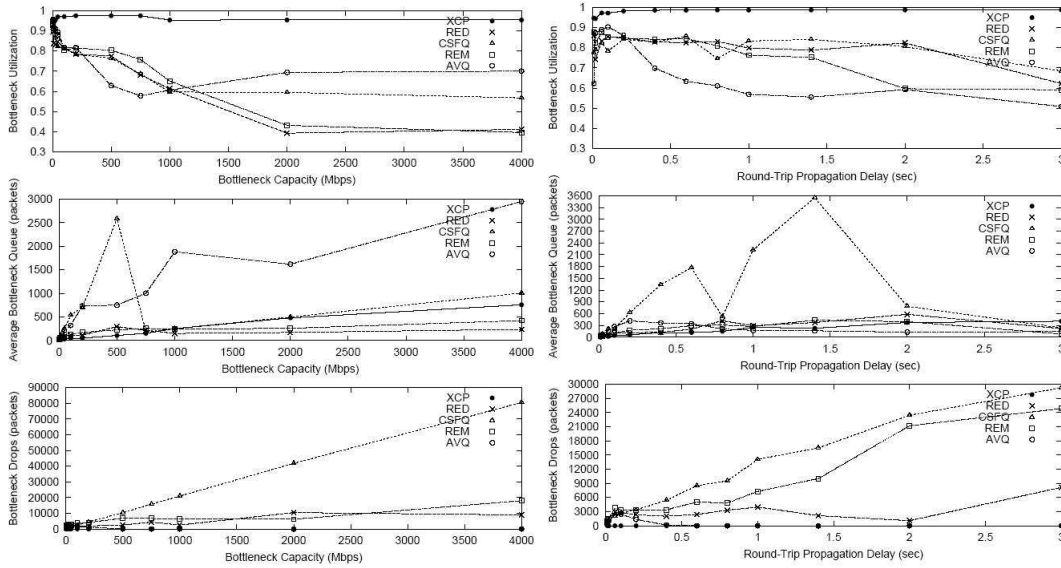 Bottleneck Utilization
1
0.9
0.8
0.7
0.6
0.5
0.4
0.3
XCP
RED
CSFQ
REM
AVQ
0 500 1000 1500 2000 2500 3000 3500 4000
Bottleneck Capacity (Mbps)
Bottleneck Utilization
1
0.9
0.8
0.7
0.6
0.5
0.4
0.3
0.2
0.1
XCP
RED
CSFQ
REM
AVQ
0 0.5 1 1.5 2 2.5 3
Round-Trip Propagation Delay (sec)
Average Bottleneck Queue (packets)
3000
2500
2000
1500
1000
500
0
XCP
RED
CSFQ
REM
AVQ
0 500 1000 1500 2000 2500 3000 3500 4000
Bottleneck Capacity (Mbps)
Average Bottleneck Queue (packets)
3600
3300
3000
2700
2400
2100
1800
1500
1200
900
600
300
0
XCP
RED
CSFQ
REM
AVQ
0 0.5 1 1.5 2 2.5 3
Round-Trip Propagation Delay (sec)
Bottleneck Drops (packets)
90000
80000
70000
60000
50000
40000
30000
20000
10000
0
XCP
RED
CSFQ
REM
AVQ
0 500 1000 1500 2000 2500 3000 3500 4000
Bottleneck Capacity (Mbps)
Bottleneck Drops (packets)
30000
27000
24000
21000
18000
15000
12000
9000
6000
3000
0
XCP
RED
CSFQ
REM
AVQ
0 0.5 1 1.5 2 2.5 3
Round-Trip Propagation Delay (sec)